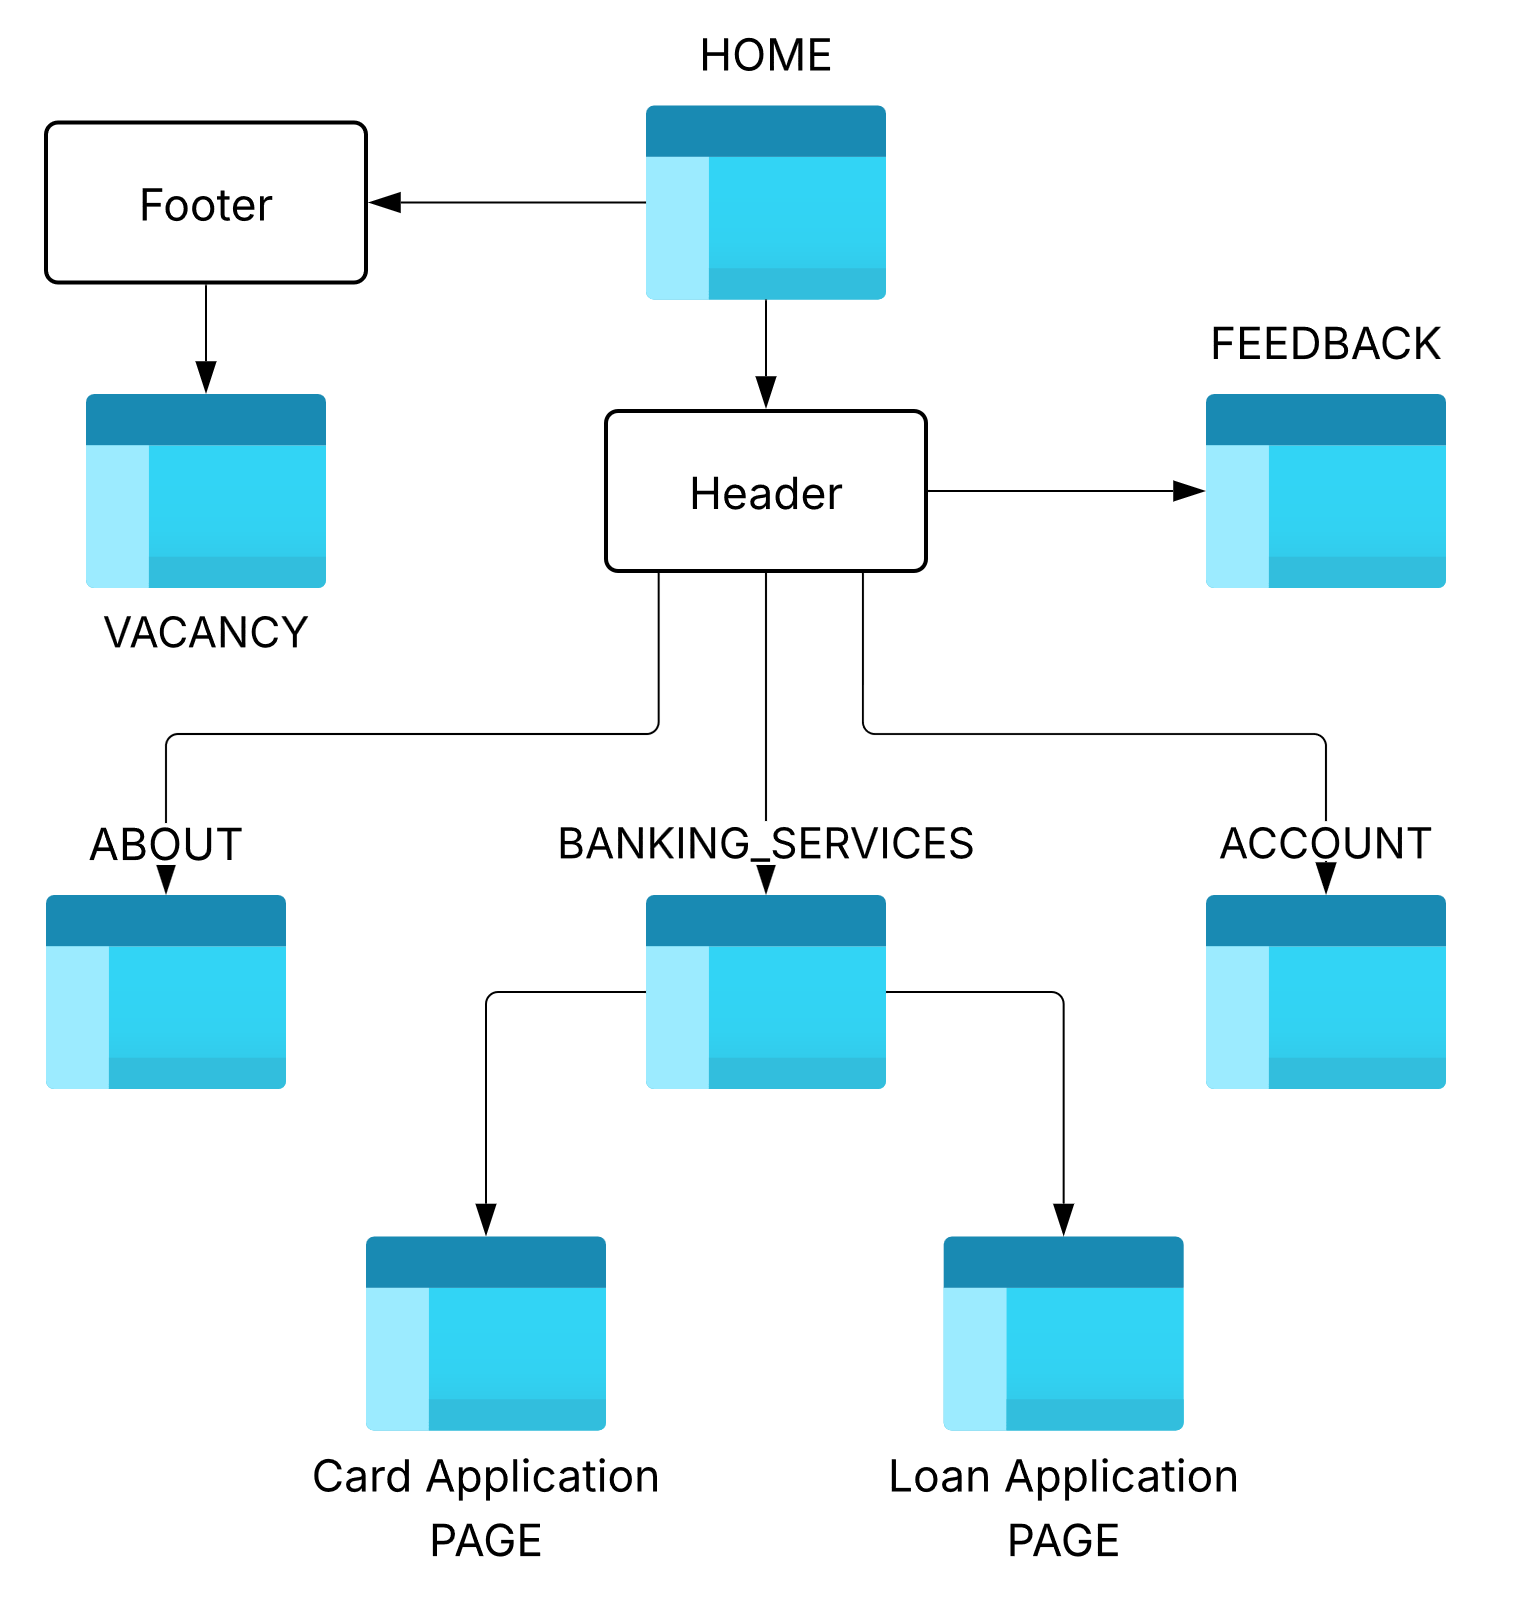 HOME
Footer
FEEDBACK
Header
VACANCY
ABOUT
BANKING_SERVICES
ACCOUNT
Card Application
PAGE
Loan Application
PAGE